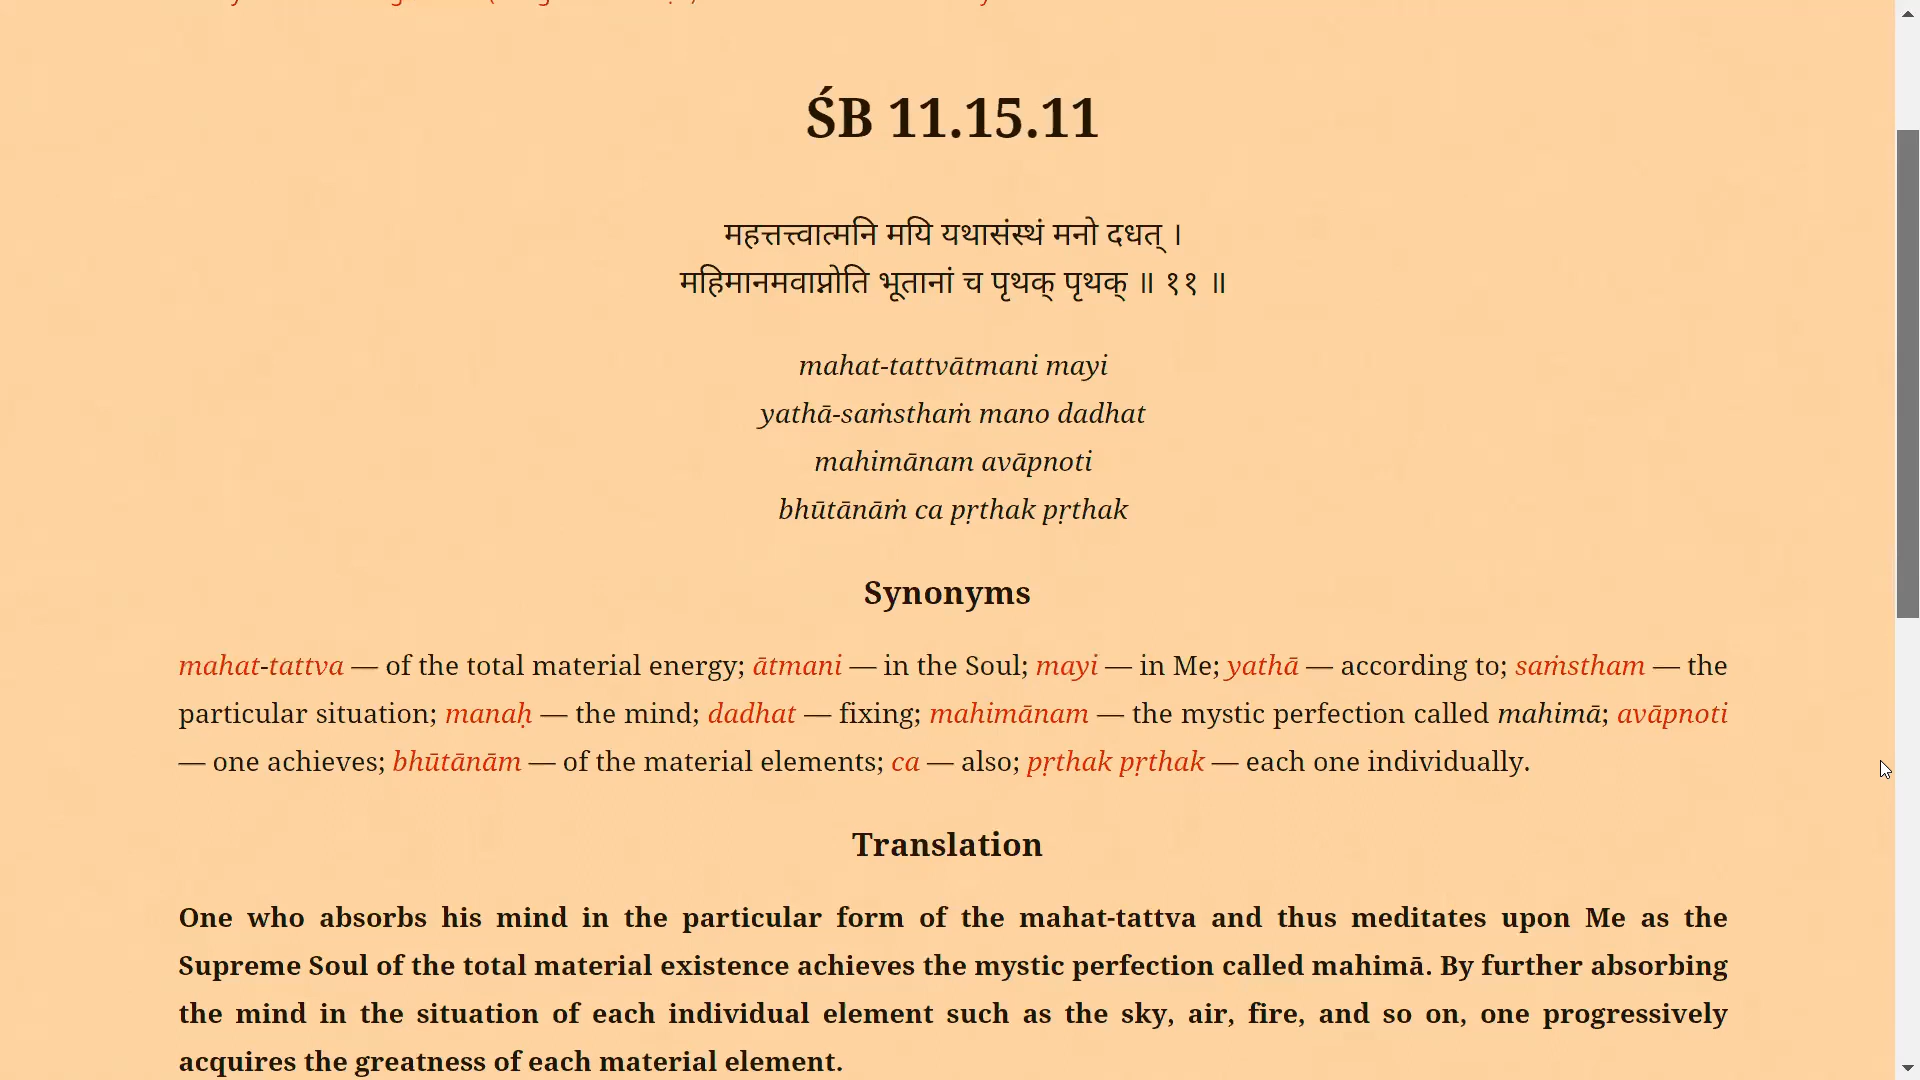 ŚB 11.15.11
महत्तत्त्वात्मनि मयि यथासंस्थं मनो दधत् ।
महिमानमवाप्नोति भूतानां च पृथक् पृथक् ॥ ११ ॥
mahat-tattvātmani mayi
yathā-saṁsthaṁ mano dadhat
mahimānam avāpnoti
bhūtānāṁ ca pṛthak pṛthak
Synonyms
mahat-tattva — of the total material energy; ātmani — in the Soul; mayi — in Me; yathā — according to; saṁstham — the
particular situation; manaḥ — the mind; dadhat — fixing; mahimānam — the mystic perfection called mahimā; avāpnoti
— one achieves; bhūtānām — of the material elements; ca — also; pṛthak pṛthak — each one individually.
Translation
One who absorbs his mind in the particular form of the mahat-tattva and thus meditates upon Me as the
Supreme Soul of the total material existence achieves the mystic perfection called mahimā. By further absorbing
the mind in the situation of each individual element such as the sky, air, fire, and so on, one progressively
acquires the greatness of each material element.